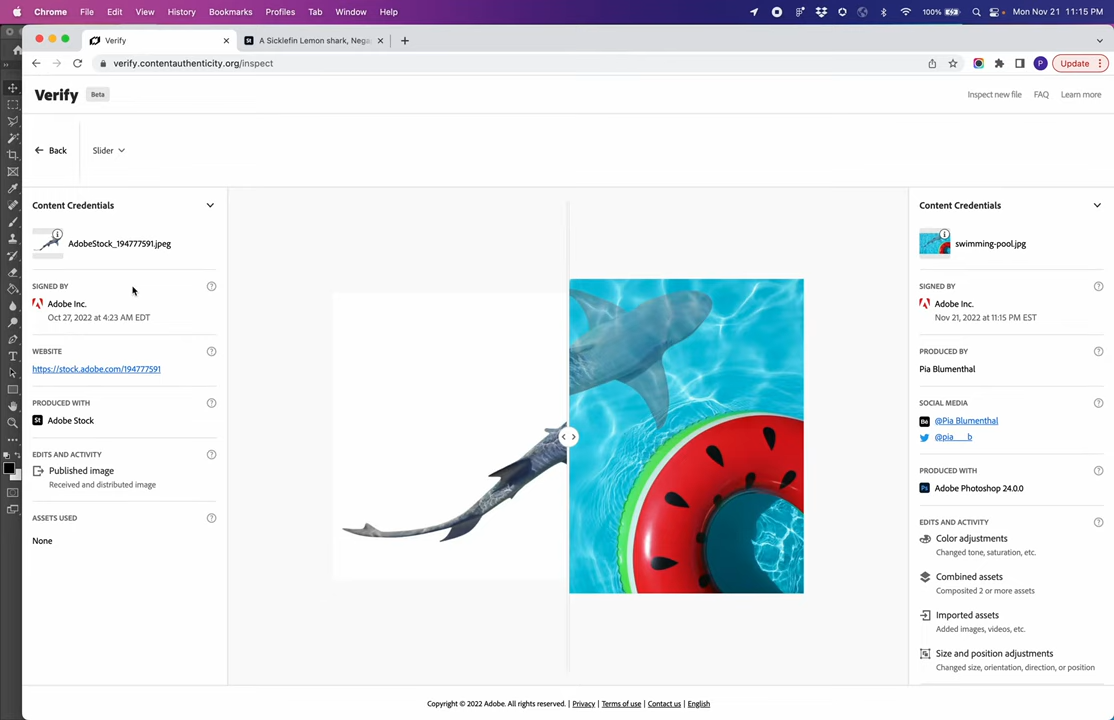 Chrome File Edit View History Bookmarks Profiles Tab Window Help 100% Mon Nov 21 11:15 PM
Verify
A Sicklefin Lemon shark, Nega
verify.contentauthenticity.org/inspect
P
Update
Verify Beta
Inspect new file FAQ Learn more
Back Slider
Content Credentials
AdobeStock_194777591.jpeg
SIGNED BY
Adobe Inc.
Oct 27, 2022 at 4:23 AM EDT
WEBSITE
https://stock.adobe.com/194777591
PRODUCED WITH
St Adobe Stock
EDITS AND ACTIVITY
Published image
Received and distributed image
ASSETS USED
None
Content Credentials
swimming-pool.jpg
SIGNED BY
Adobe Inc.
Nov 21, 2022 at 11:15 PM EST
PRODUCED BY
Pia Blumenthal
SOCIAL MEDIA
Bē @Pia Blumenthal
@pia__b
PRODUCED WITH
Ps Adobe Photoshop 24.0.0
EDITS AND ACTIVITY
Color adjustments
Changed tone, saturation, etc.
Combined assets
Composited 2 or more assets
Imported assets
Added images, videos, etc.
Size and position adjustments
Changed size, orientation, direction, or position
Copyright © 2022 Adobe. All rights reserved. | Privacy | Terms of use | Contact us | English